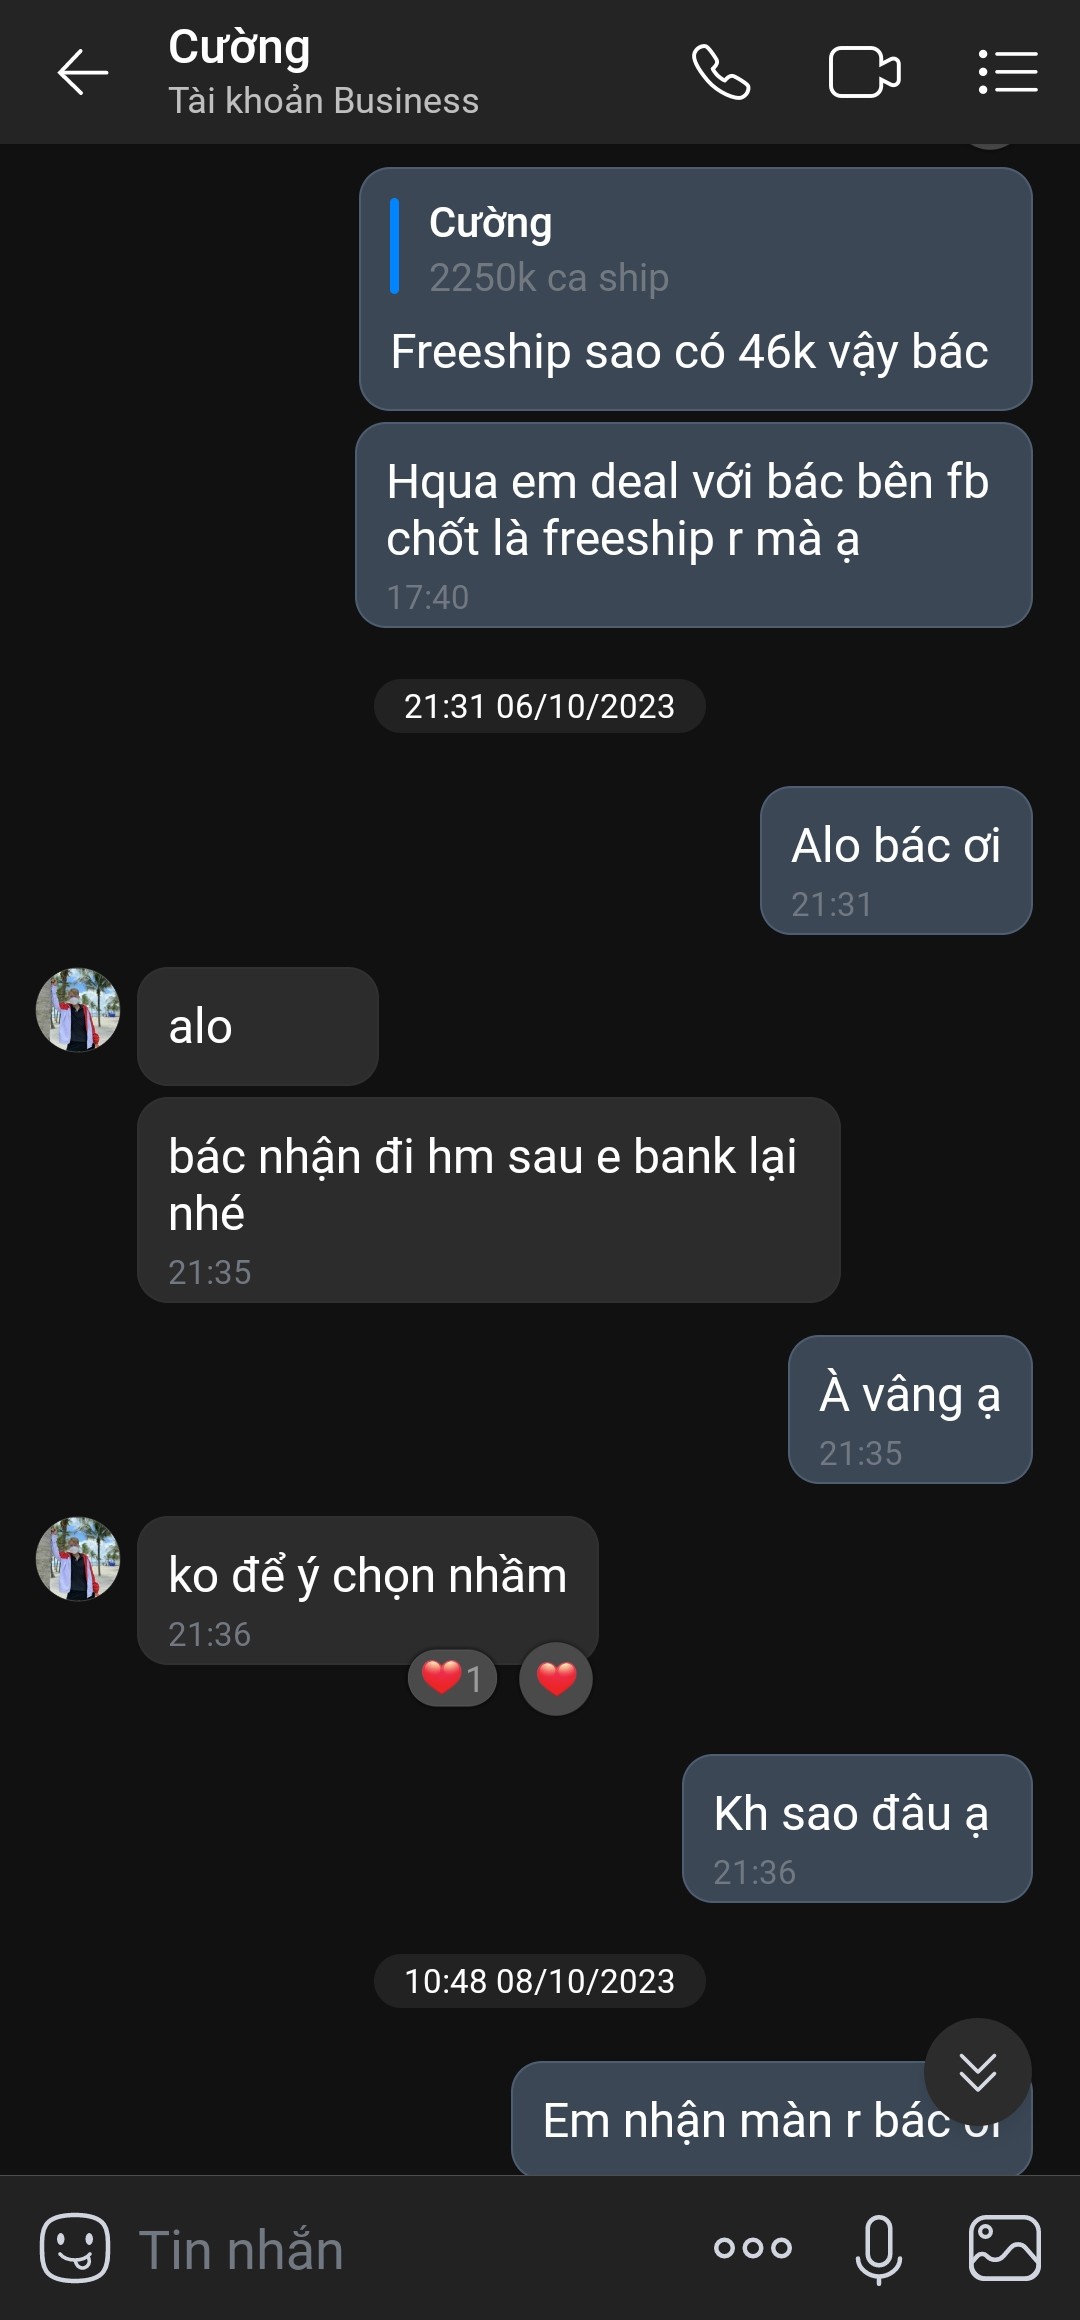 Cường
Tài khoản Business
Cường
2250k ca ship
Freeship sao có 46k vậy bác
Hqua em deal với bác bên fb
chốt là freeship r mà ạ
17:40
21:31 06/10/2023
Alo bác ơi
21:31
alo
bác nhận đi hm sau e bank lại
nhé
21:35
À vâng ạ
21:35
ko để ý chọn nhầm
21:36
1
Kh sao đâu ạ
21:36
10:48 08/10/2023
Em nhận màn r bác
Tin nhắn